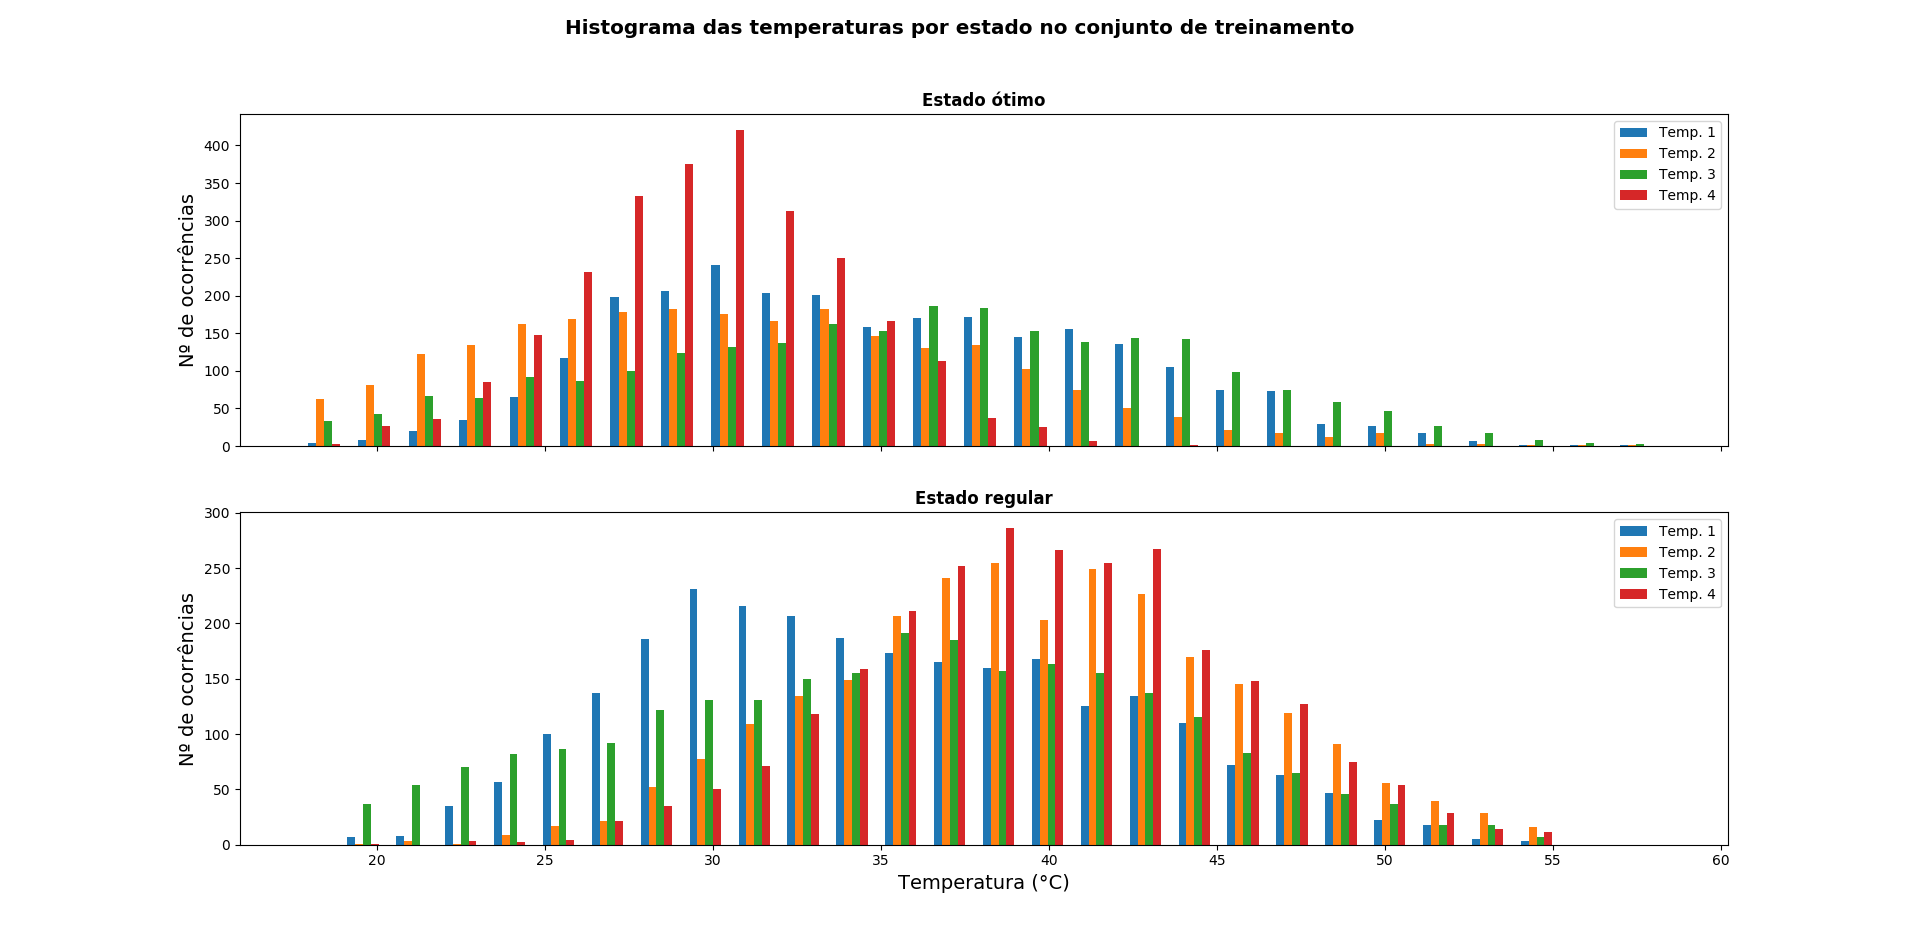 Histograma das temperaturas por estado no conjunto de treinamento
Estado ótimo
Nº de ocorrências
400
350
300
250
200
150
100
50
0
Temp. 1
Temp. 2
Temp. 3
Temp. 4
Estado regular
Nº de ocorrências
300
250
200
150
100
50
0
Temp. 1
Temp. 2
Temp. 3
Temp. 4
20 25 30 35 40 45 50 55 60
Temperatura (°C)